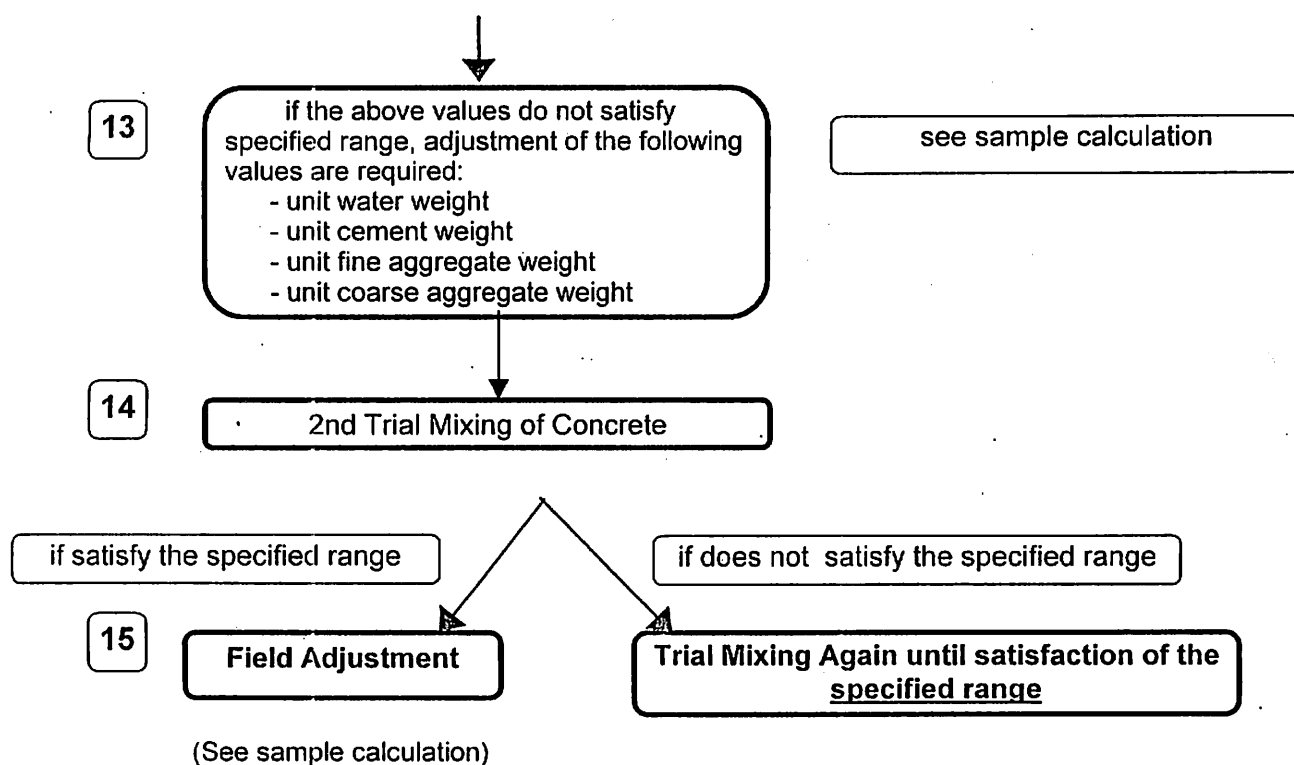 13
if the above values do not satisfy
specified range, adjustment of the following
values are required:
- unit water weight
- unit cement weight
- unit fine aggregate weight
- unit coarse aggregate weight
see sample calculation
14
2nd Trial Mixing of Concrete
if satisfy the specified range
if does not satisfy the specified range
15
Field Adjustment
Trial Mixing Again until satisfaction of the
specified range
(See sample calculation)